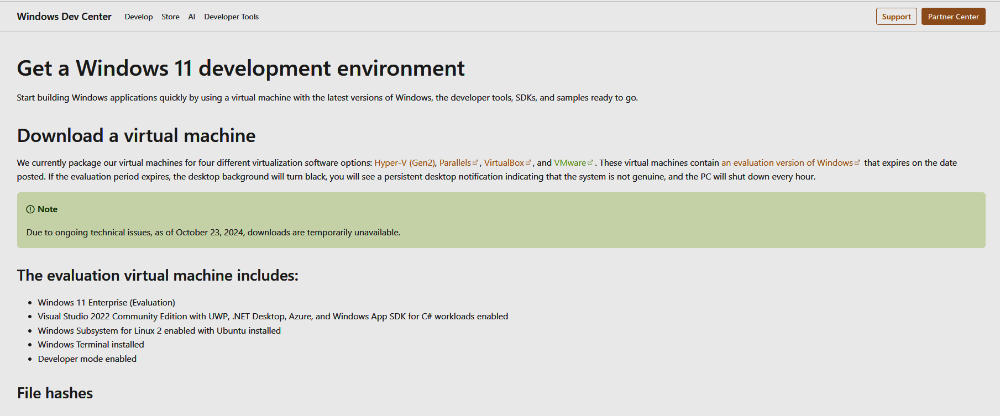 Windows Dev Center Develop Store AI Developer Tools Support Partner Center
Get a Windows 11 development environment
Start building Windows applications quickly by using a virtual machine with the latest versions of Windows, the developer tools, SDKs, and samples ready to go.
Download a virtual machine
We currently package our virtual machines for four different virtualization software options: Hyper-V (Gen2), Parallels, VirtualBox, and VMware. These virtual machines contain an evaluation version of Windows that expires on the date
posted. If the evaluation period expires, the desktop background will turn black, you will see a persistent desktop notification indicating that the system is not genuine, and the PC will shut down every hour.
Note
Due to ongoing technical issues, as of October 23, 2024, downloads are temporarily unavailable.
The evaluation virtual machine includes:
• Windows 11 Enterprise (Evaluation)
• Visual Studio 2022 Community Edition with UWP, .NET Desktop, Azure, and Windows App SDK for C# workloads enabled
• Windows Subsystem for Linux 2 enabled with Ubuntu installed
• Windows Terminal installed
• Developer mode enabled
File hashes